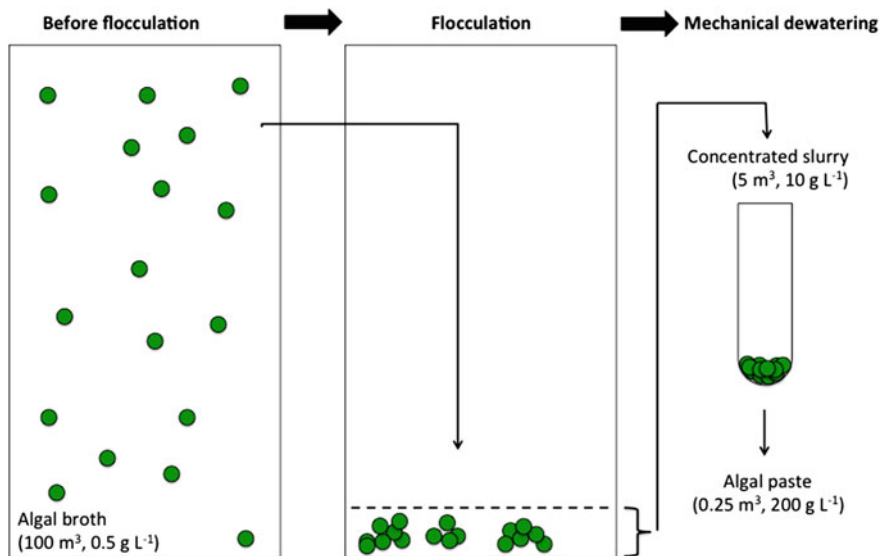 Before flocculation
Flocculation
Mechanical dewatering
Concentrated slurry
(5 m³, 10 g L⁻¹)
Algal paste
(0.25 m³, 200 g L⁻¹)
Algal broth
(100 m³, 0.5 g L⁻¹)